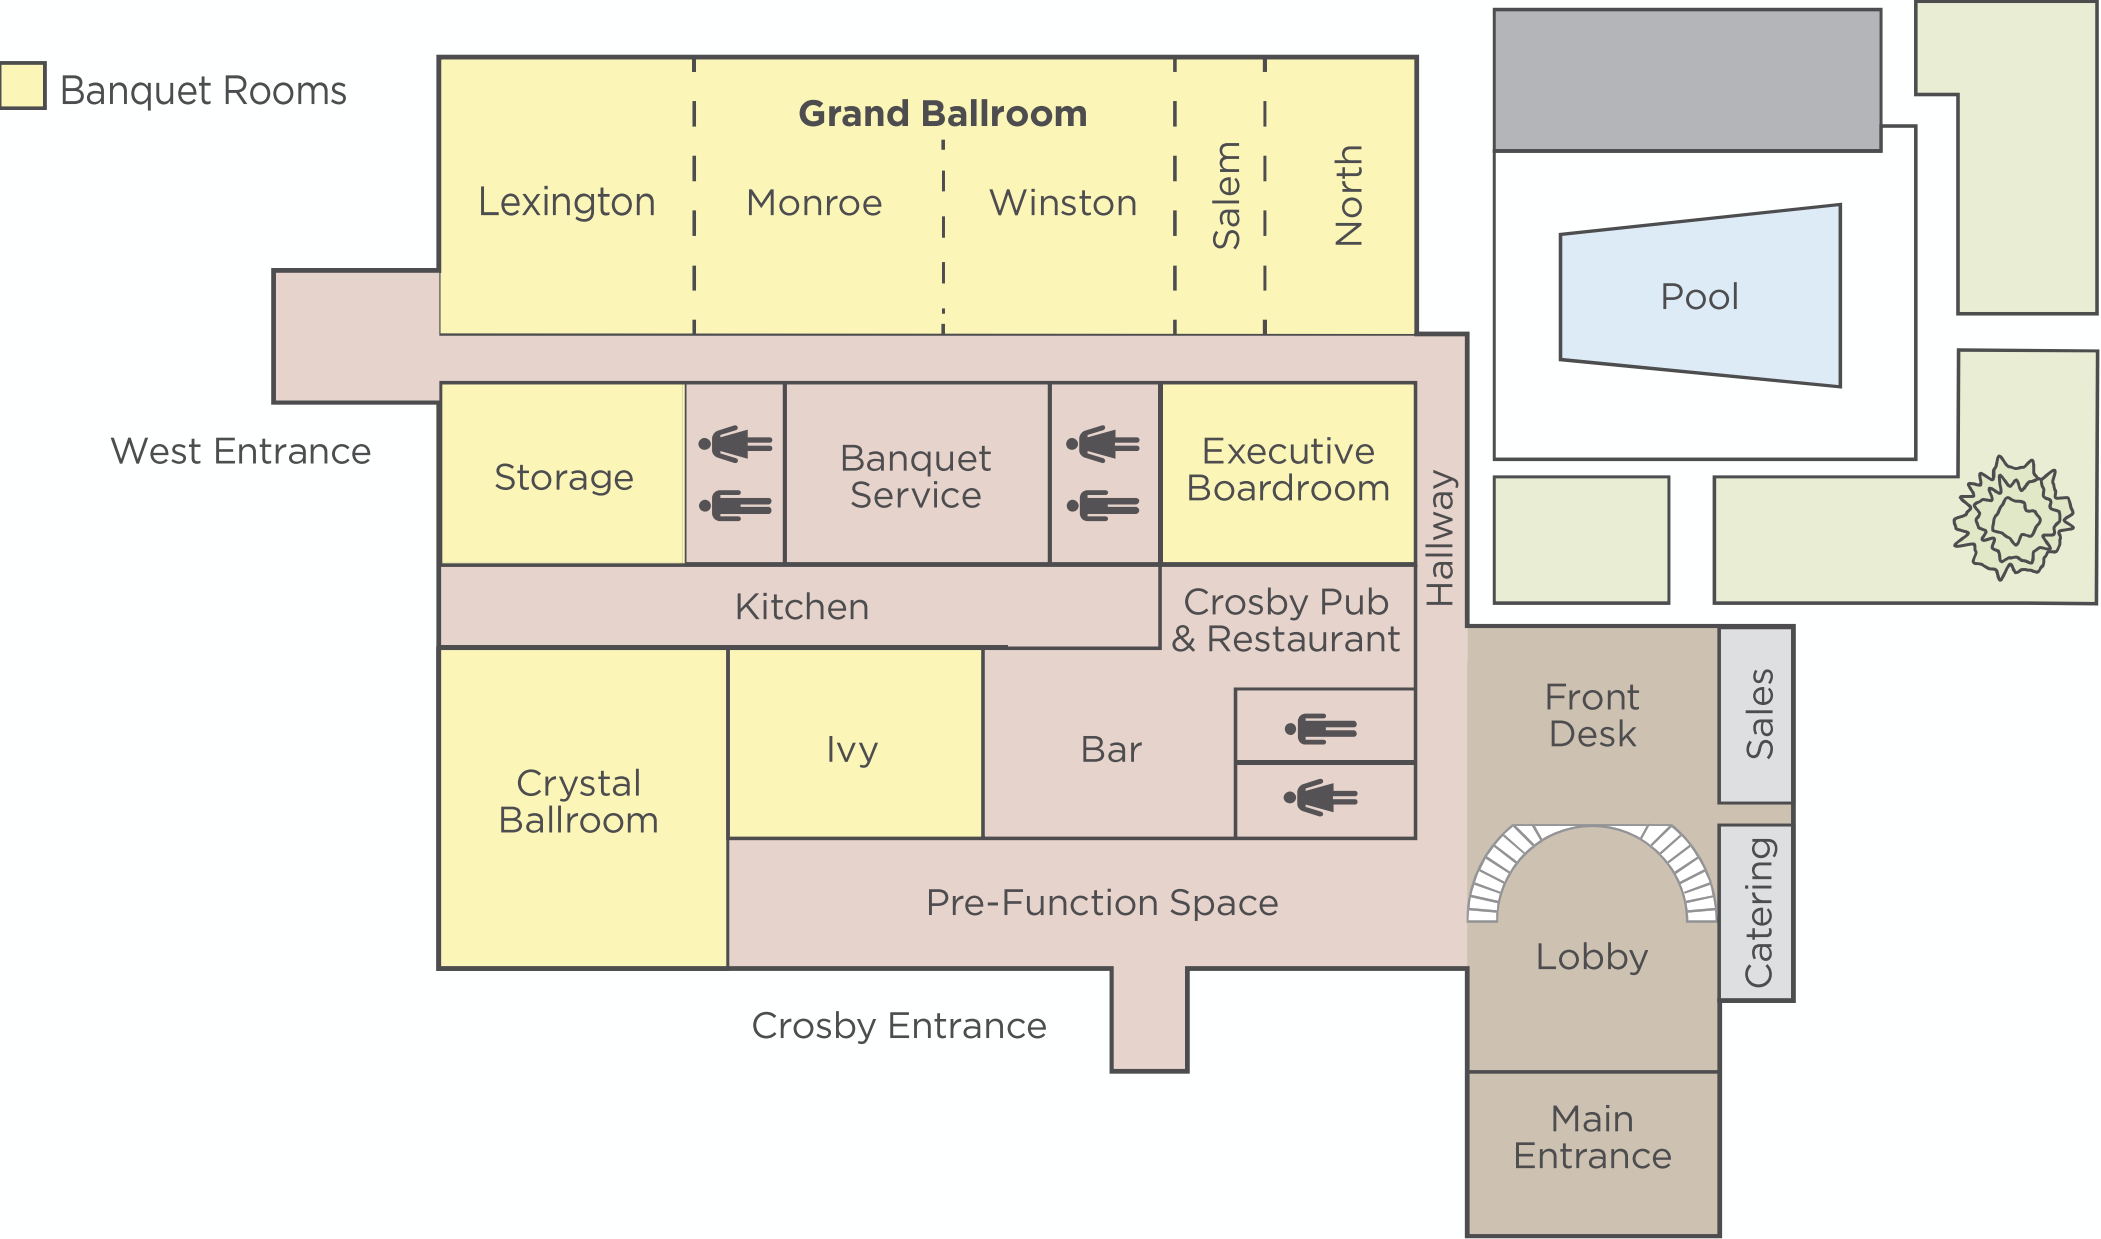 Banquet Rooms
Grand Ballroom
Lexington
Monroe
Winston
Salem
North
Pool
West Entrance
Storage
Banquet
Service
Executive
Boardroom
Hallway
Kitchen
Crosby Pub
& Restaurant
Front
Desk
Sales
Ivy
Bar
Crystal
Ballroom
Pre-Function Space
Catering
Lobby
Crosby Entrance
Main
Entrance